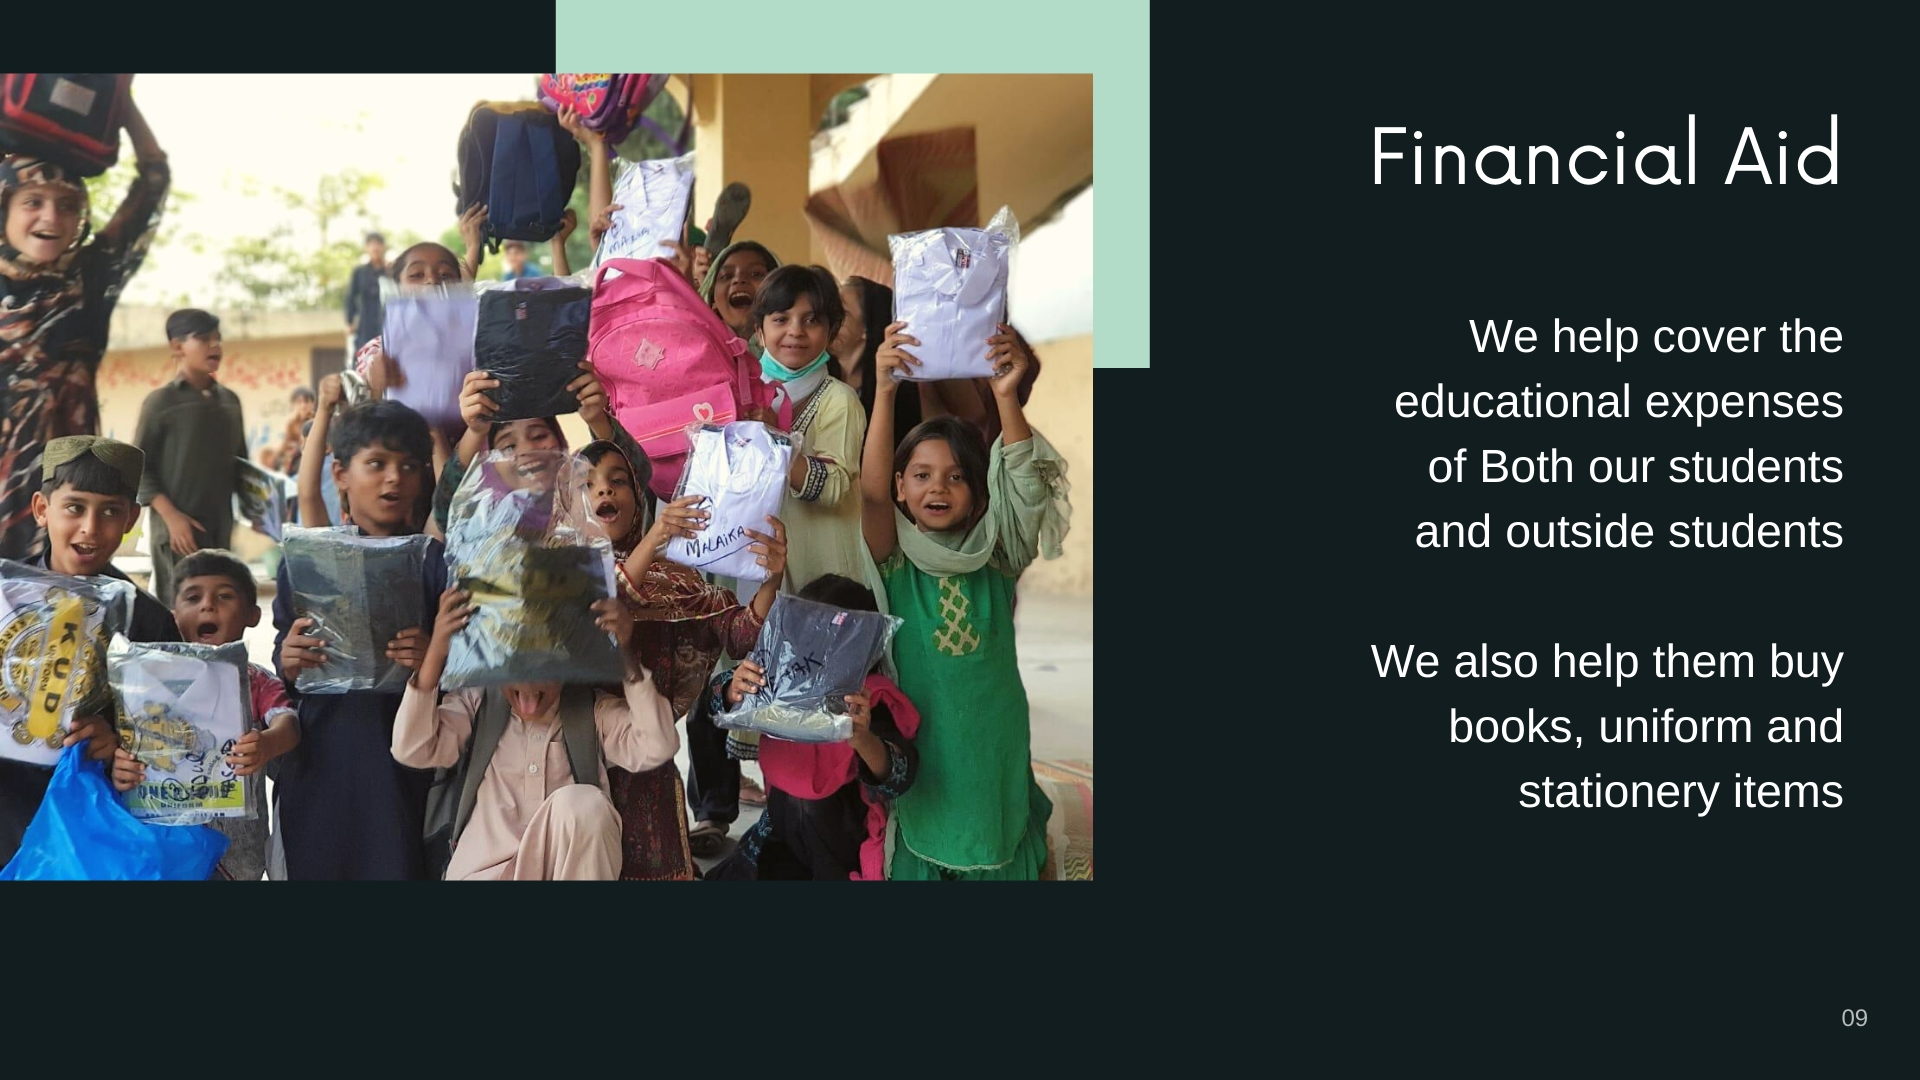 Financial Aid
We help cover the
educational expenses
of Both our students
and outside students
We also help them buy
books, uniform and
stationery items
MALAIKA
KUD
UNIFORM
09